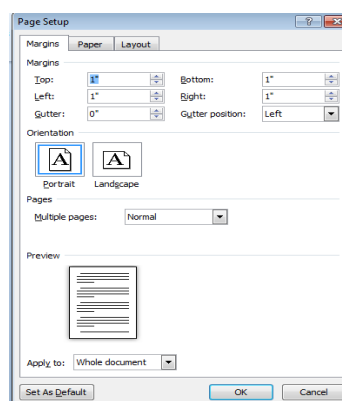 Page Setup
Margins Paper Layout
Margins
Top: 1" Bottom: 1"
Left: 1" Right: 1"
Gutter: 0" Gutter position: Left
Orientation
A A
Portrait Landscape
Pages
Multiple pages: Normal
Preview
Apply to: Whole document
Set As Default OK Cancel